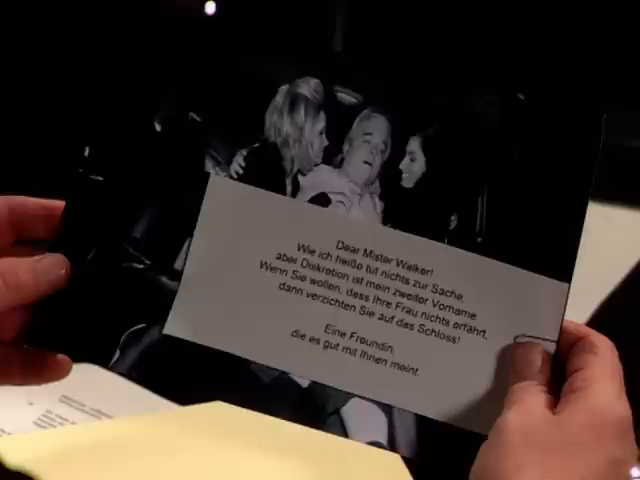 Dear Mister Walker!
Wie ich heiße tut nichts zur Sache,
aber Diskretion ist mein zweiter Vorname
Wenn Sie wollen, dass Ihre Frau nichts erfährt,
dann verzichten Sie auf das Schloss!
Eine Freundin,
die es gut mit Ihnen meint.